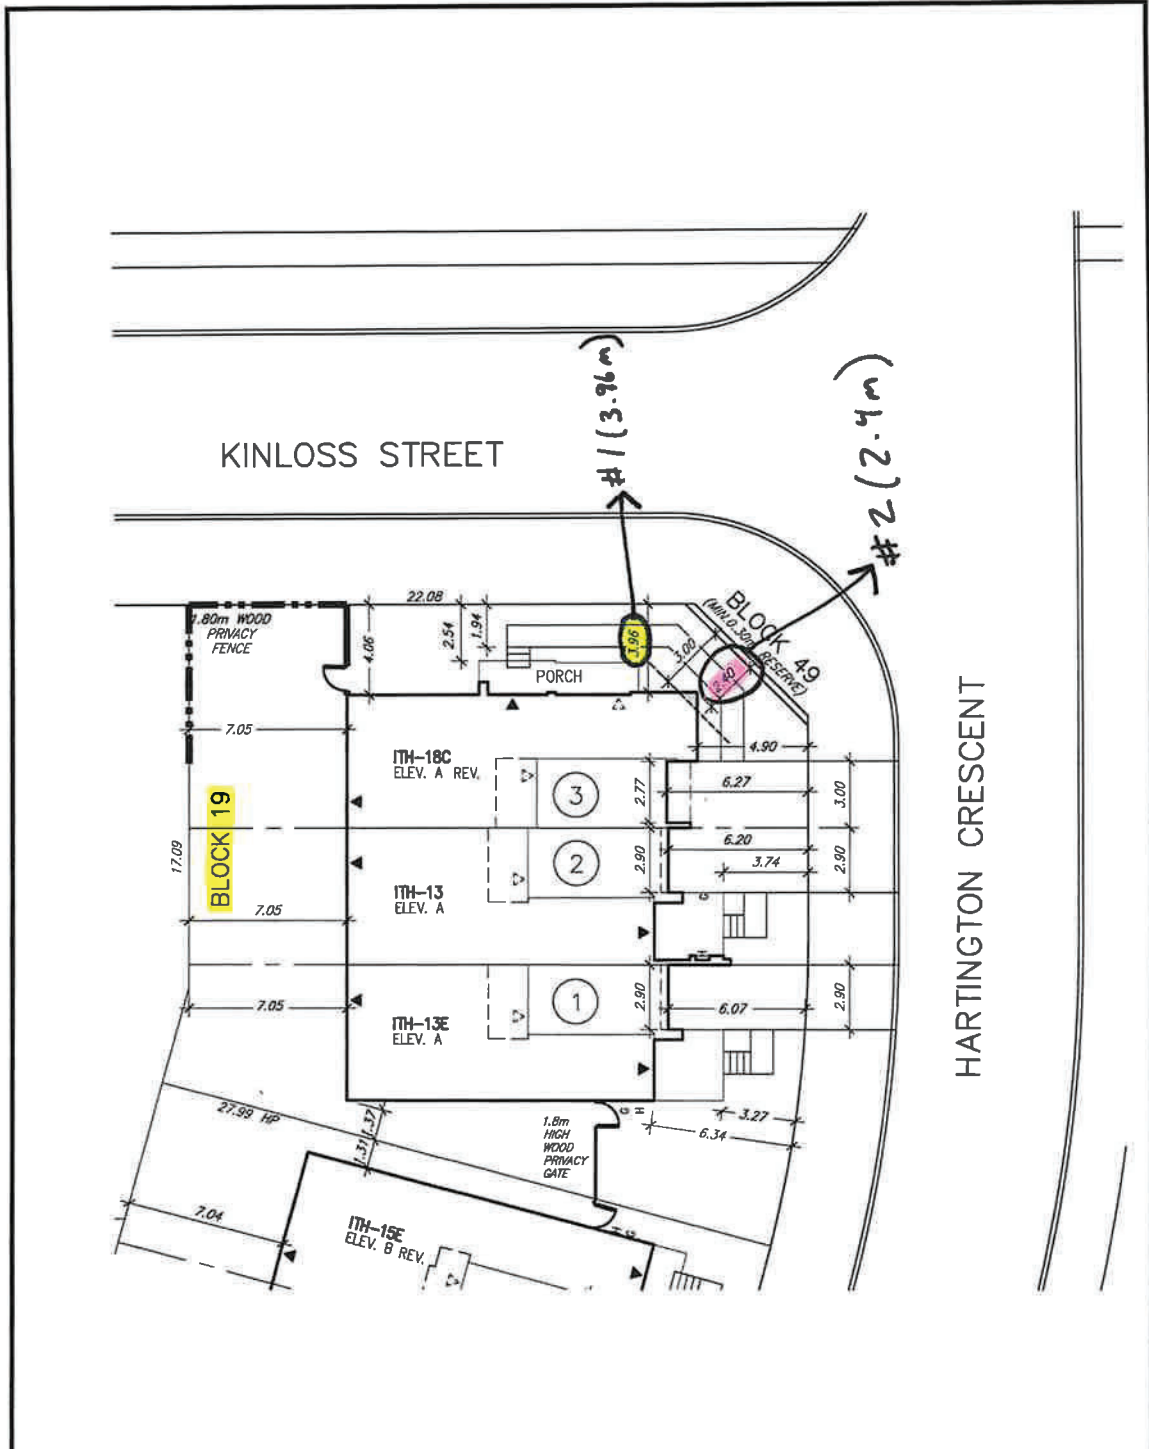 #1 (3.96m)
#2 (2.4m)
KINLOSS STREET
22.08
1.80m WOOD
PRIVACY
FENCE
4.06
2.54
1.94
3.96
3.00
2.40
BLOCK 49
(MIN.0.30m RESERVE)
PORCH
7.05
4.90
ITH-18C
ELEV. A REV.
3
2.77
6.27
3.00
BLOCK 19
17.09
2
2.90
6.20
3.74
2.90
ITH-13
ELEV. A
G
H
7.05
HARTINGTON CRESCENT
7.05
1
2.90
6.07
2.90
ITH-13E
ELEV. A
27.99 HP
1.37
1.31
1.8m
HIGH
WOOD
PRIVACY
GATE
G
H
3.27
6.34
7.04
ITH-15E
ELEV. B REV.
H
G